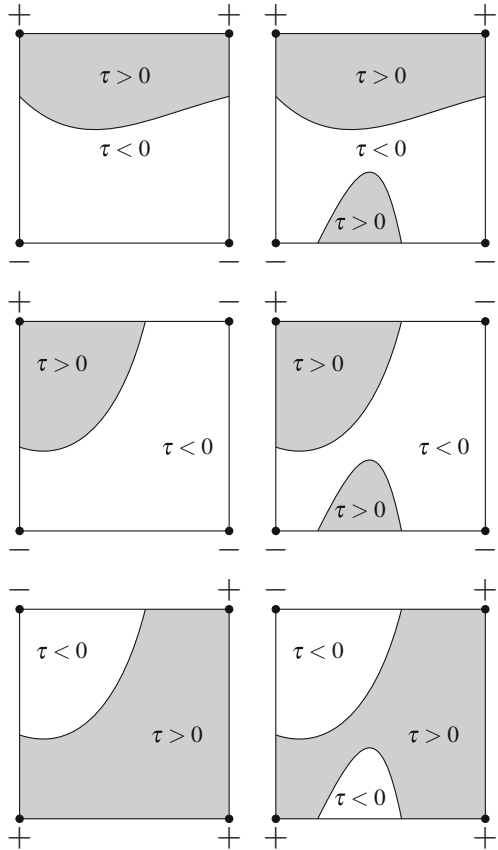 + + + +
τ > 0 τ > 0
τ < 0 τ < 0
τ > 0
− − − −
+ − + −
τ > 0 τ > 0
τ < 0 τ < 0
τ > 0
− − − −
− + − +
τ < 0 τ < 0
τ > 0 τ > 0
τ < 0
+ + + +